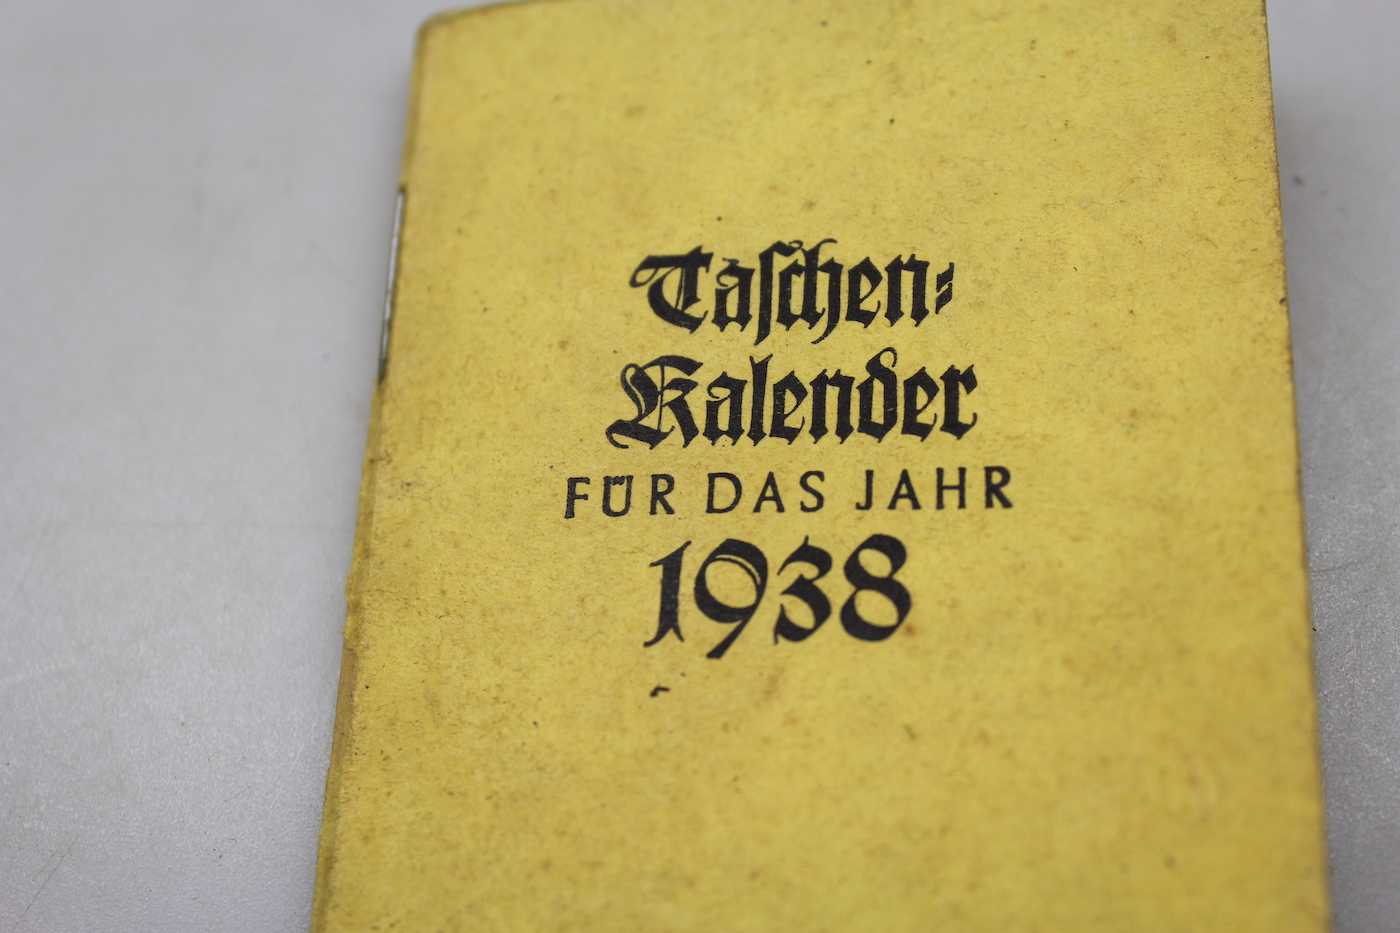 Taſchen⸗
Kalender
FÜR DAS JAHR
1938